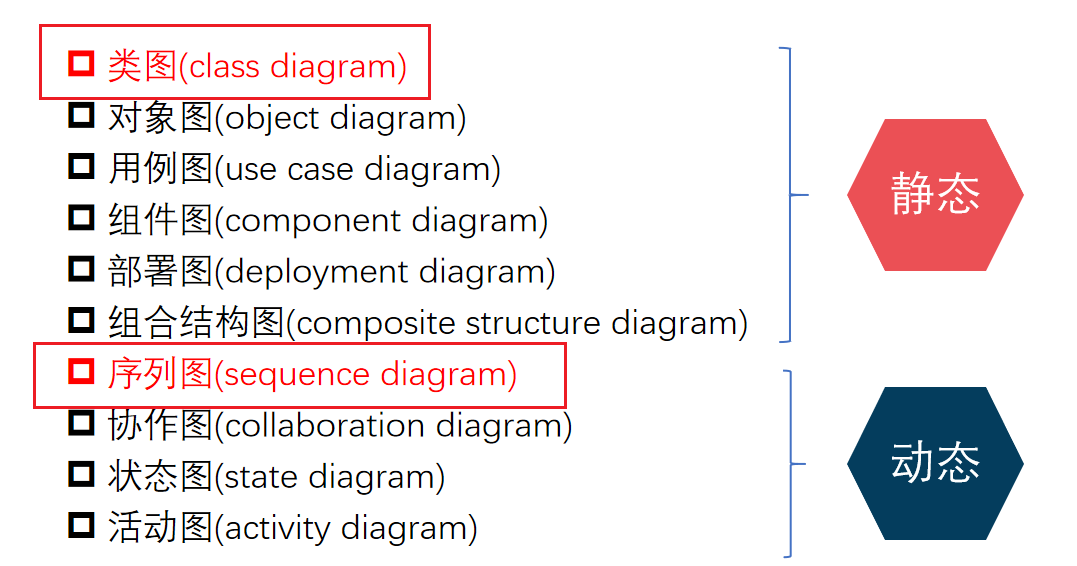 类图(class diagram)
对象图(object diagram)
用例图(use case diagram)
组件图(component diagram)
部署图(deployment diagram)
组合结构图(composite structure diagram)
静态
序列图(sequence diagram)
协作图(collaboration diagram)
状态图(state diagram)
活动图(activity diagram)
动态